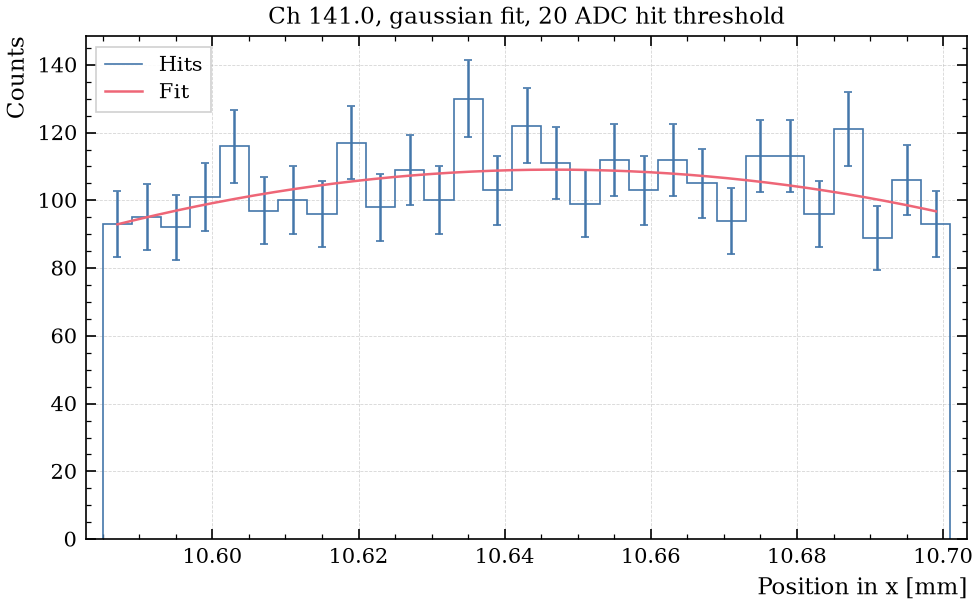 Ch 141.0, gaussian fit, 20 ADC hit threshold
Counts
Hits
Fit
140
120
100
80
60
40
20
0
10.60 10.62 10.64 10.66 10.68 10.70
Position in x [mm]